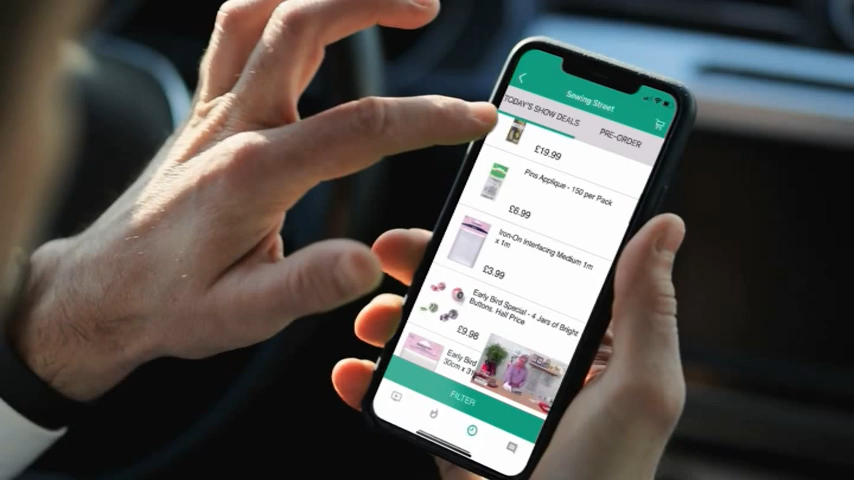 Sewing Street
TODAY'S SHOW DEALS
PRE-ORDER
£19.99
Pins Applique - 150 per Pack
£6.99
Iron-On Interfacing Medium 1m
x 1m
£3.99
Early Bird Special - 4 Jars of Bright
Buttons. Half Price
£9.98
Early Bird
30cm x 3
FILTER